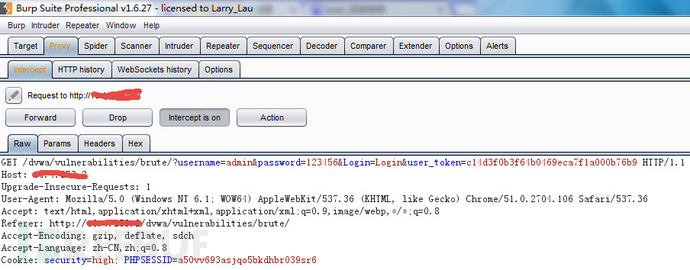 Burp Suite Professional v1.6.27 - licensed to Larry_Lau
Burp Intruder Repeater Window Help
Target Proxy Spider Scanner Intruder Repeater Sequencer Decoder Comparer Extender Options Alerts
Intercept HTTP history WebSockets history Options
Request to http://
Forward Drop Intercept is on Action
Raw Params Headers Hex
GET /dvwa/vulnerabilities/brute/?username=admin&password=123456&Login=Login&user_token=c14d3f0b3f64b0469eca7f1a000b76b9 HTTP/1.1
Host:
Upgrade-Insecure-Requests: 1
User-Agent: Mozilla/5.0 (Windows NT 6.1; WOW64) AppleWebKit/537.36 (KHTML, like Gecko) Chrome/51.0.2704.106 Safari/537.36
Accept: text/html,application/xhtml+xml,application/xml;q=0.9,image/webp,*/*;q=0.8
Referer: http:/dvwa/vulnerabilities/brute/
Accept-Encoding: gzip, deflate, sdch
Accept-Language: zh-CN,zh;q=0.8
Cookie: security=high; PHPSESSID=a50vv693asjqo5bkdhbr039sr6